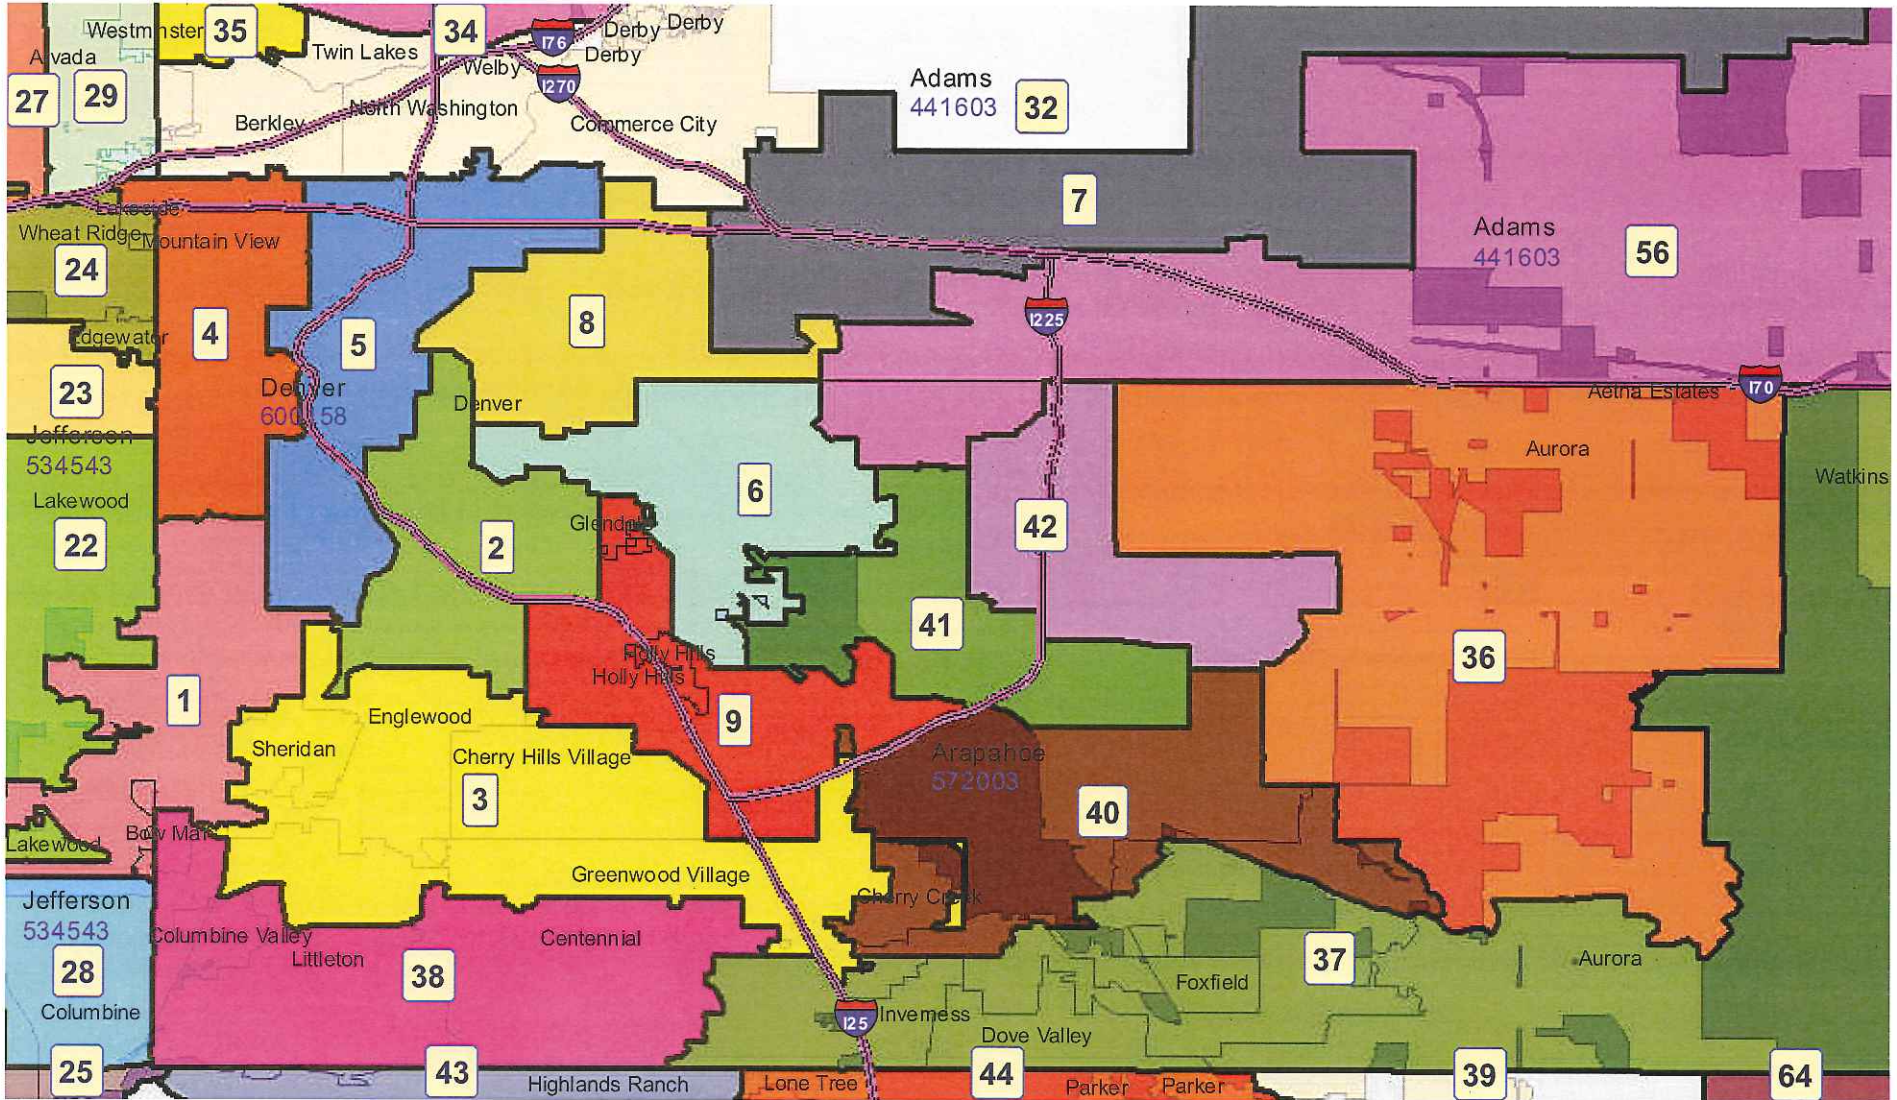 35
34
Westminster
Twin Lakes
I76
Derby
Derby
Derby
Arvada
27
29
Welby
I270
Adams
441603
32
North Washington
Berkley
Commerce City
7
Lakeside
Wheat Ridge
Mountain View
24
Adams
441603
56
4
5
8
I225
Edgewater
23
Denver
Denver
I70
Aetna Estates
Jefferson
534543
Aurora
Lakewood
22
6
Watkins
Glendale
42
2
41
Holly Hills
Holly Hills
36
1
Englewood
9
Sheridan
Cherry Hills Village
Arapahoe
572003
3
40
Bow Mar
Lakewood
Greenwood Village
Cherry Creek
Jefferson
534543
Columbine Valley
Littleton
Centennial
28
38
37
Aurora
Foxfield
Columbine
I25
Inverness
Dove Valley
25
43
Highlands Ranch
Lone Tree
44
Parker
Parker
39
64